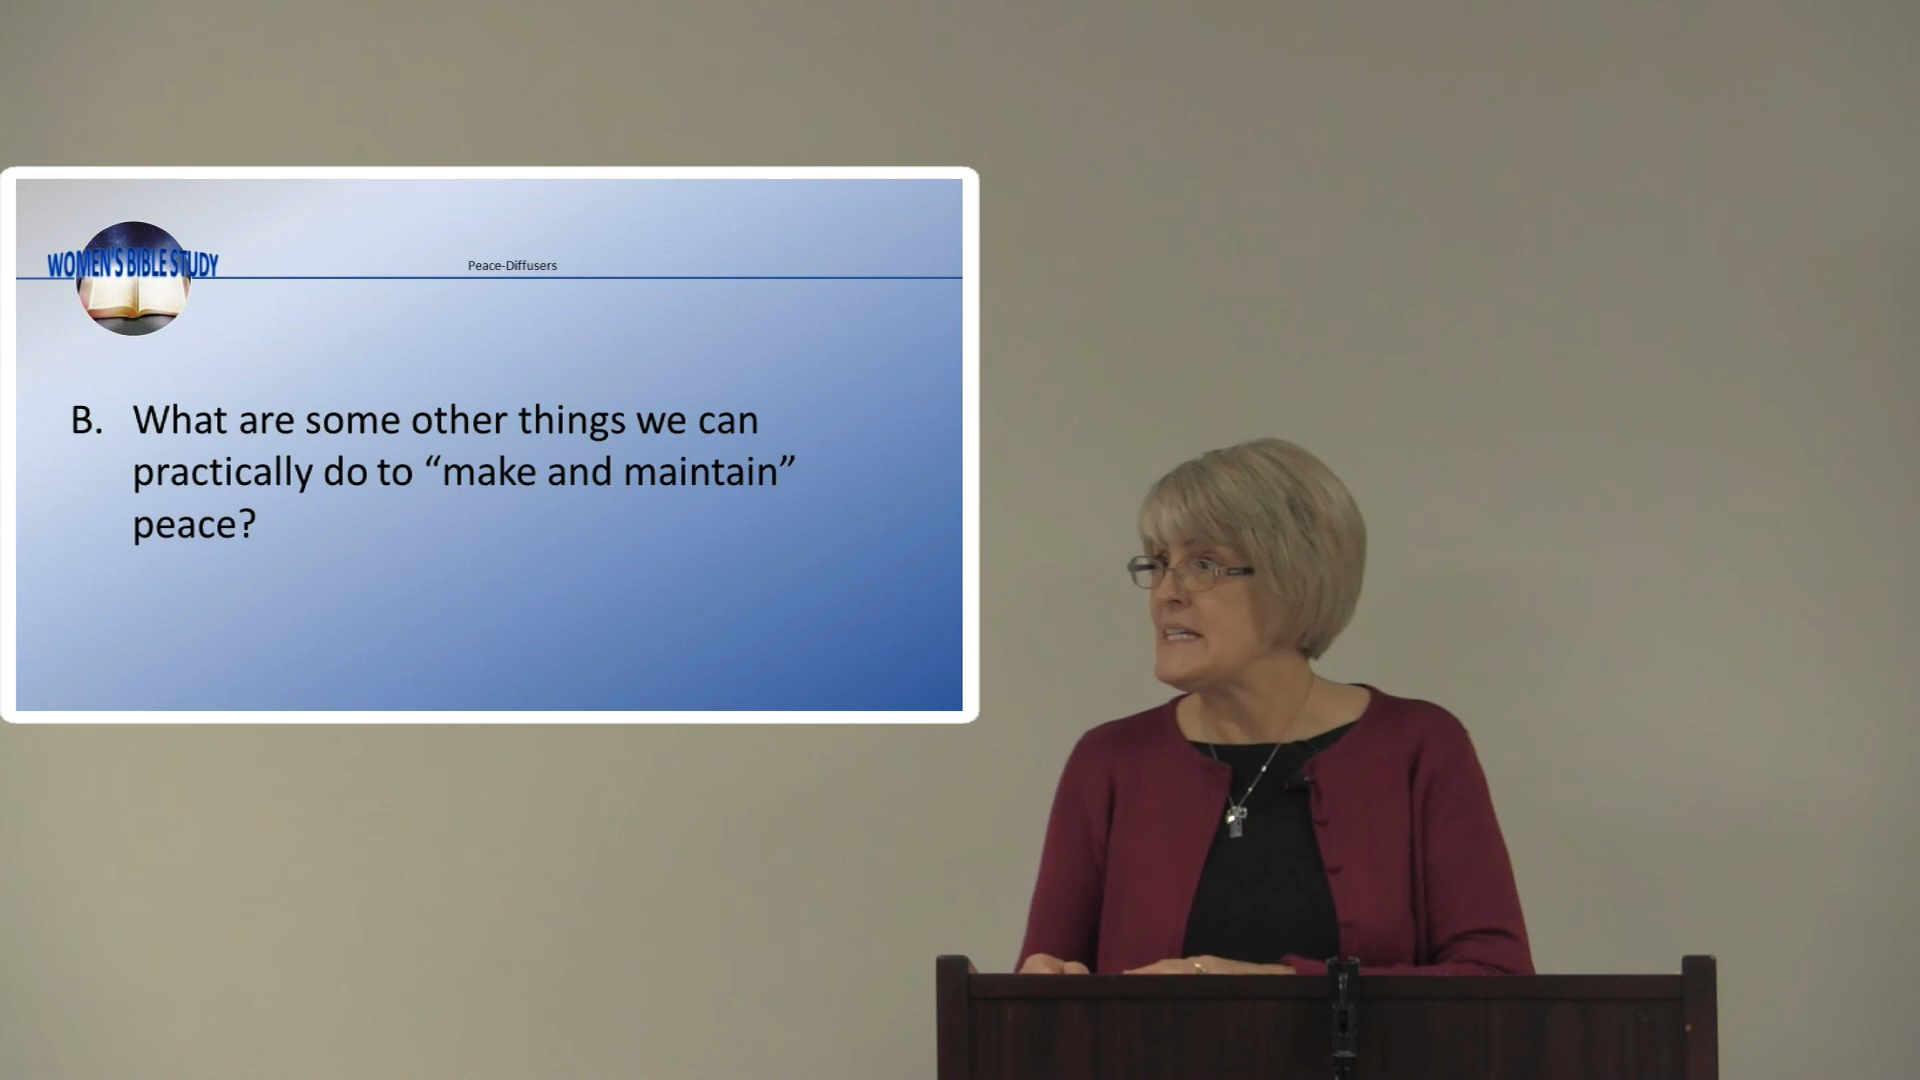 WOMEN'S BIBLE STUDY
Peace-Diffusers
B. What are some other things we can
practically do to “make and maintain”
peace?